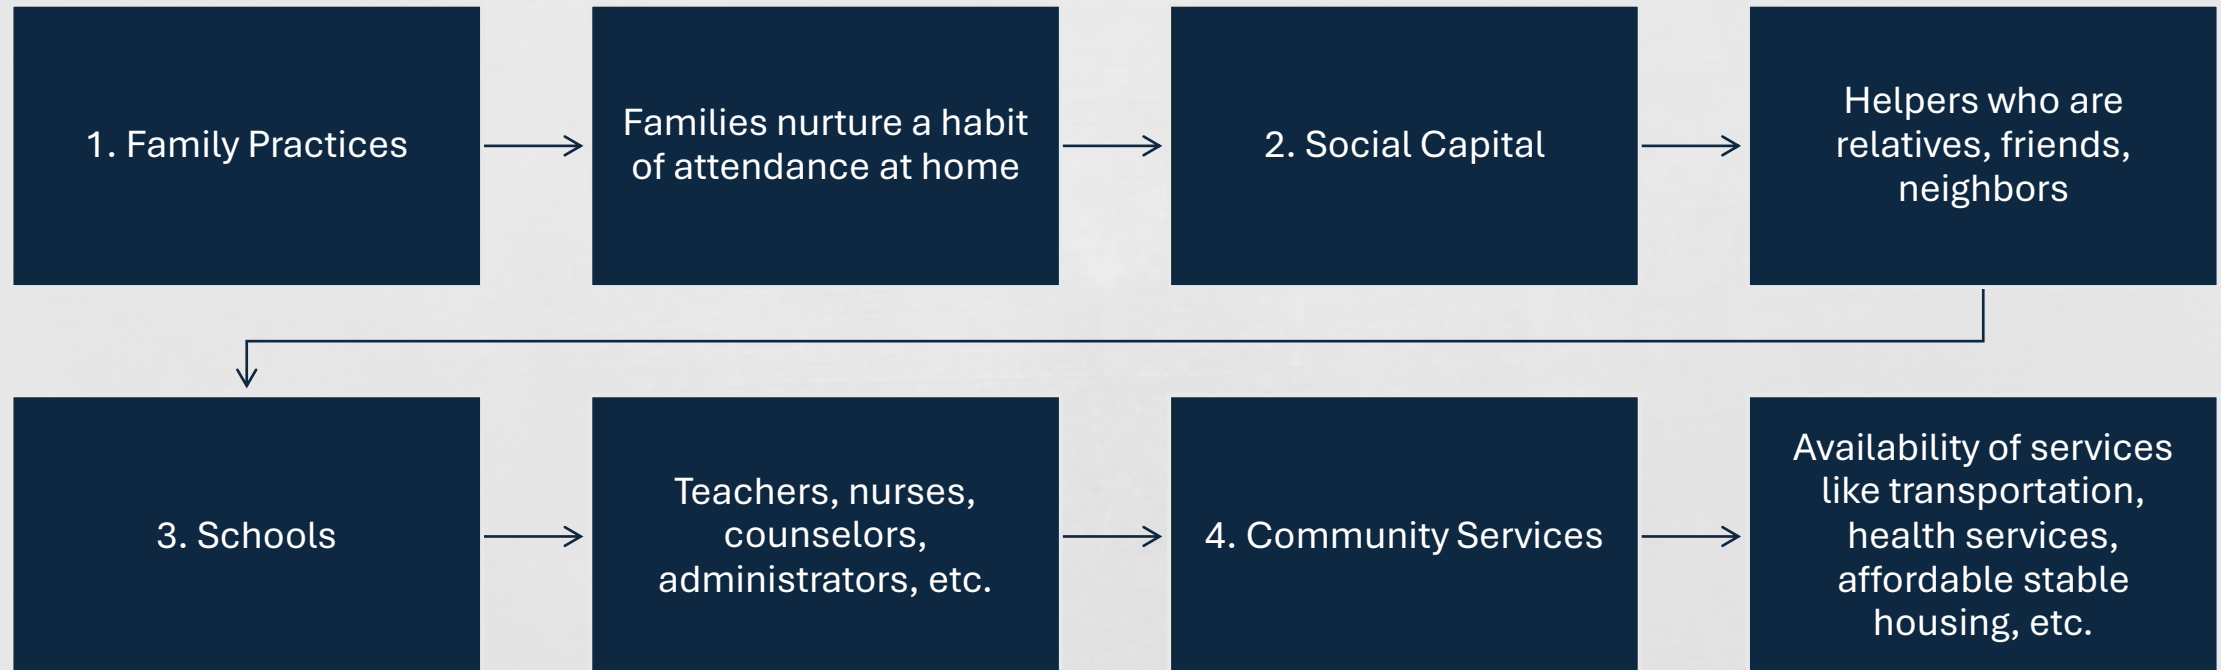 1. Family Practices
Families nurture a habit
of attendance at home
2. Social Capital
Helpers who are
relatives, friends,
neighbors
3. Schools
Teachers, nurses,
counselors,
administrators, etc.
4. Community Services
Availability of services
like transportation,
health services,
affordable stable
housing, etc.